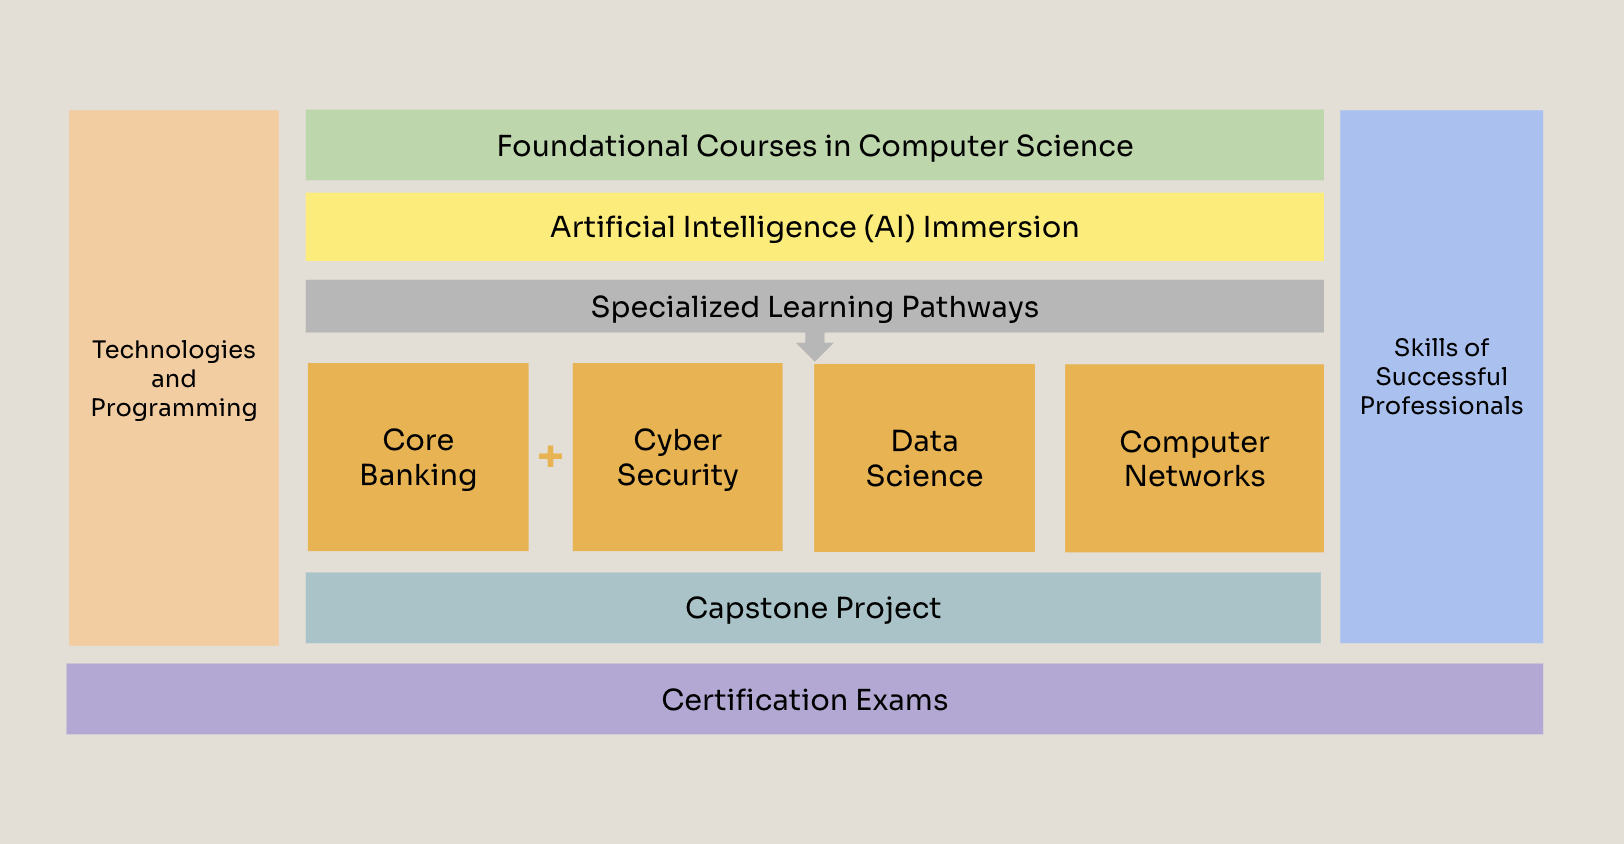 Foundational Courses in Computer Science
Artificial Intelligence (AI) Immersion
Specialized Learning Pathways
Technologies
and
Programming
Core
Banking
+
Cyber
Security
Data
Science
Computer
Networks
Skills of
Successful
Professionals
Capstone Project
Certification Exams